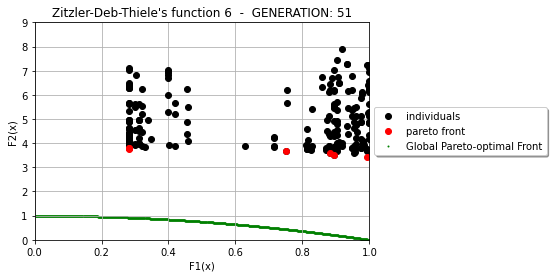 Zitzler-Deb-Thiele's function 6 - GENERATION: 51
9
8
7
6
5
4
3
2
1
0
F2(x)
0.0 0.2 0.4 0.6 0.8 1.0
F1(x)
individuals
pareto front
Global Pareto-optimal Front